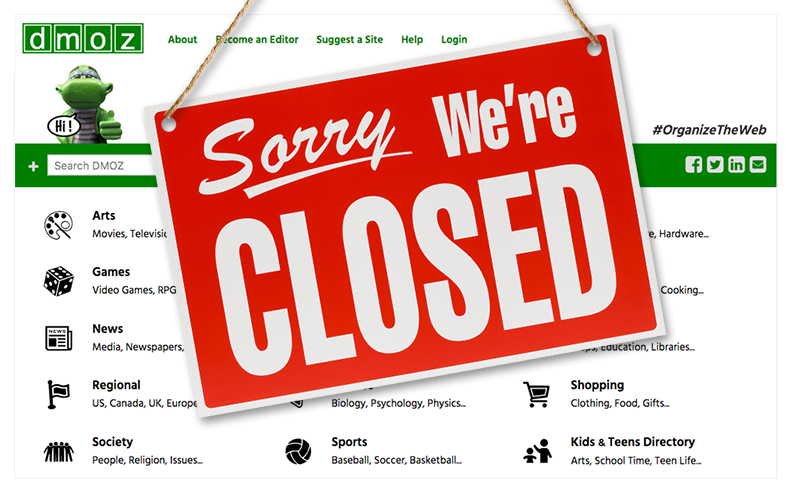 dmoz
About Become an Editor Suggest a Site Help Login
Hi!
#OrganizeTheWeb
+ Search DMOZ
Sorry We're
CLOSED
Arts
Movies,
Hardware...
Games
Video Games, RPG
Cooking...
News
Media, Newspapers,
Education, Libraries...
Regional
US, Canada, UK, Europe
Biology, Psychology, Physics...
Shopping
Clothing, Food, Gifts...
Society
People, Religion, Issues...
Sports
Baseball, Soccer, Basketball...
Kids & Teens Directory
Arts, School Time, Teen Life...
NEWS